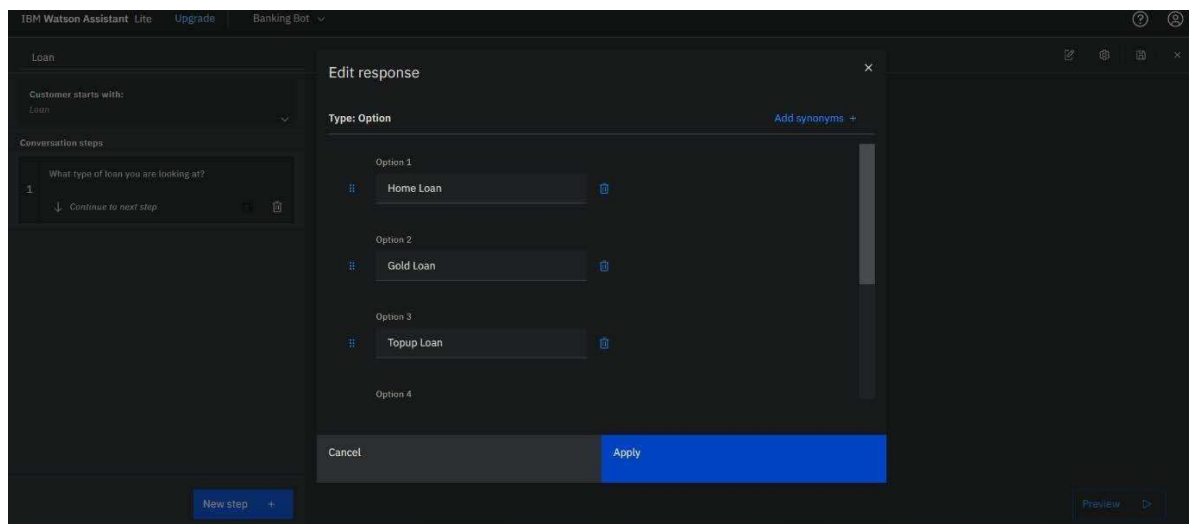 IBM Watson Assistant Lite Upgrade Banking Bot
Loan
Customer starts with:
Loan
Conversation steps
1 What type of loan you are looking at?
Continue to next step
New step +
Edit response
Type: Option Add synonyms +
Option 1
Home Loan
Option 2
Gold Loan
Option 3
Topup Loan
Option 4
Cancel Apply
Preview